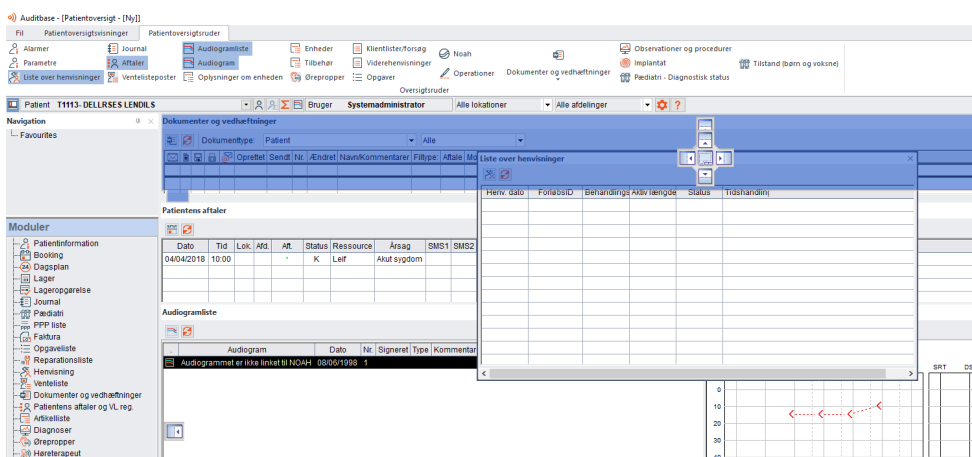 Auditbase - [Patientoversigt - [Ny]]
Fil Patientoversigtsvisninger Patientoversigtsruder
Alarmer Journal Audiogramliste Enheder Klientlister/forsøg Noah Observationer og procedurer
Parametre Aftaler Audiogram Tilbehør Viderehenvisninger Implantat Tilstand (børn og voksne)
Liste over henvisninger Ventelisteposter Oplysninger om enheden Ørepropper Opgaver Operationer Dokumenter og vedhæftninger Pædiatri - Diagnostisk status
Oversigtsruder
Patient T1113- DELLRSES LENDILS Bruger Systemadministrator Alle lokationer Alle afdelinger
Navigation
Favourites
Dokumenter og vedhæftninger
Dokumenttype: Patient Alle
Oprettet Sendt Nr. Ændret Navn/Kommentarer Filtype: Aftale Mo
Liste over henvisninger
Henv. dato ForløbsID Behandlings Aktiv længde Status Tidshandling
Patientens aftaler
Dato Tid Lok. Afd. Aft. Status Ressource Årsag SMS1 SMS2
04/04/2018 10:00 K Leif Akut sygdom
Audiogramliste
. Audiogram Dato Nr. Signeret Type Kommentar
Audiogrammet er ikke linket til NOAH 08/06/1998 1
SRT DS
0
10
20
30
40
Moduler
Patientinformation
Booking
Dagsplan
Lager
Lageropgørelse
Journal
Pædiatri
PPP liste
Faktura
Opgaveliste
Reparationsliste
Henvisning
Venteliste
Dokumenter og vedhæftninger
Patientens aftaler og VL reg.
Artikelliste
Diagnoser
Ørepropper
Høreterapeut